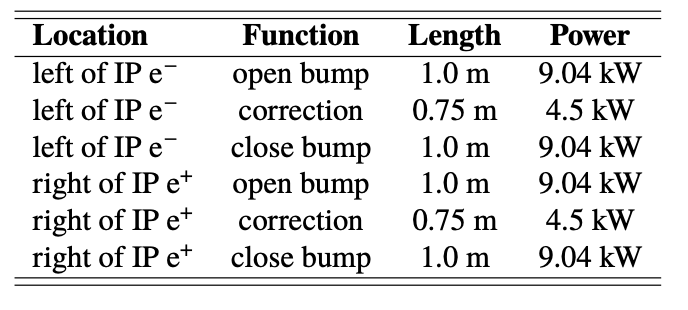 Location Function Length Power
left of IP e⁻ open bump 1.0 m 9.04 kW
left of IP e⁻ correction 0.75 m 4.5 kW
left of IP e⁻ close bump 1.0 m 9.04 kW
right of IP e⁺ open bump 1.0 m 9.04 kW
right of IP e⁺ correction 0.75 m 4.5 kW
right of IP e⁺ close bump 1.0 m 9.04 kW